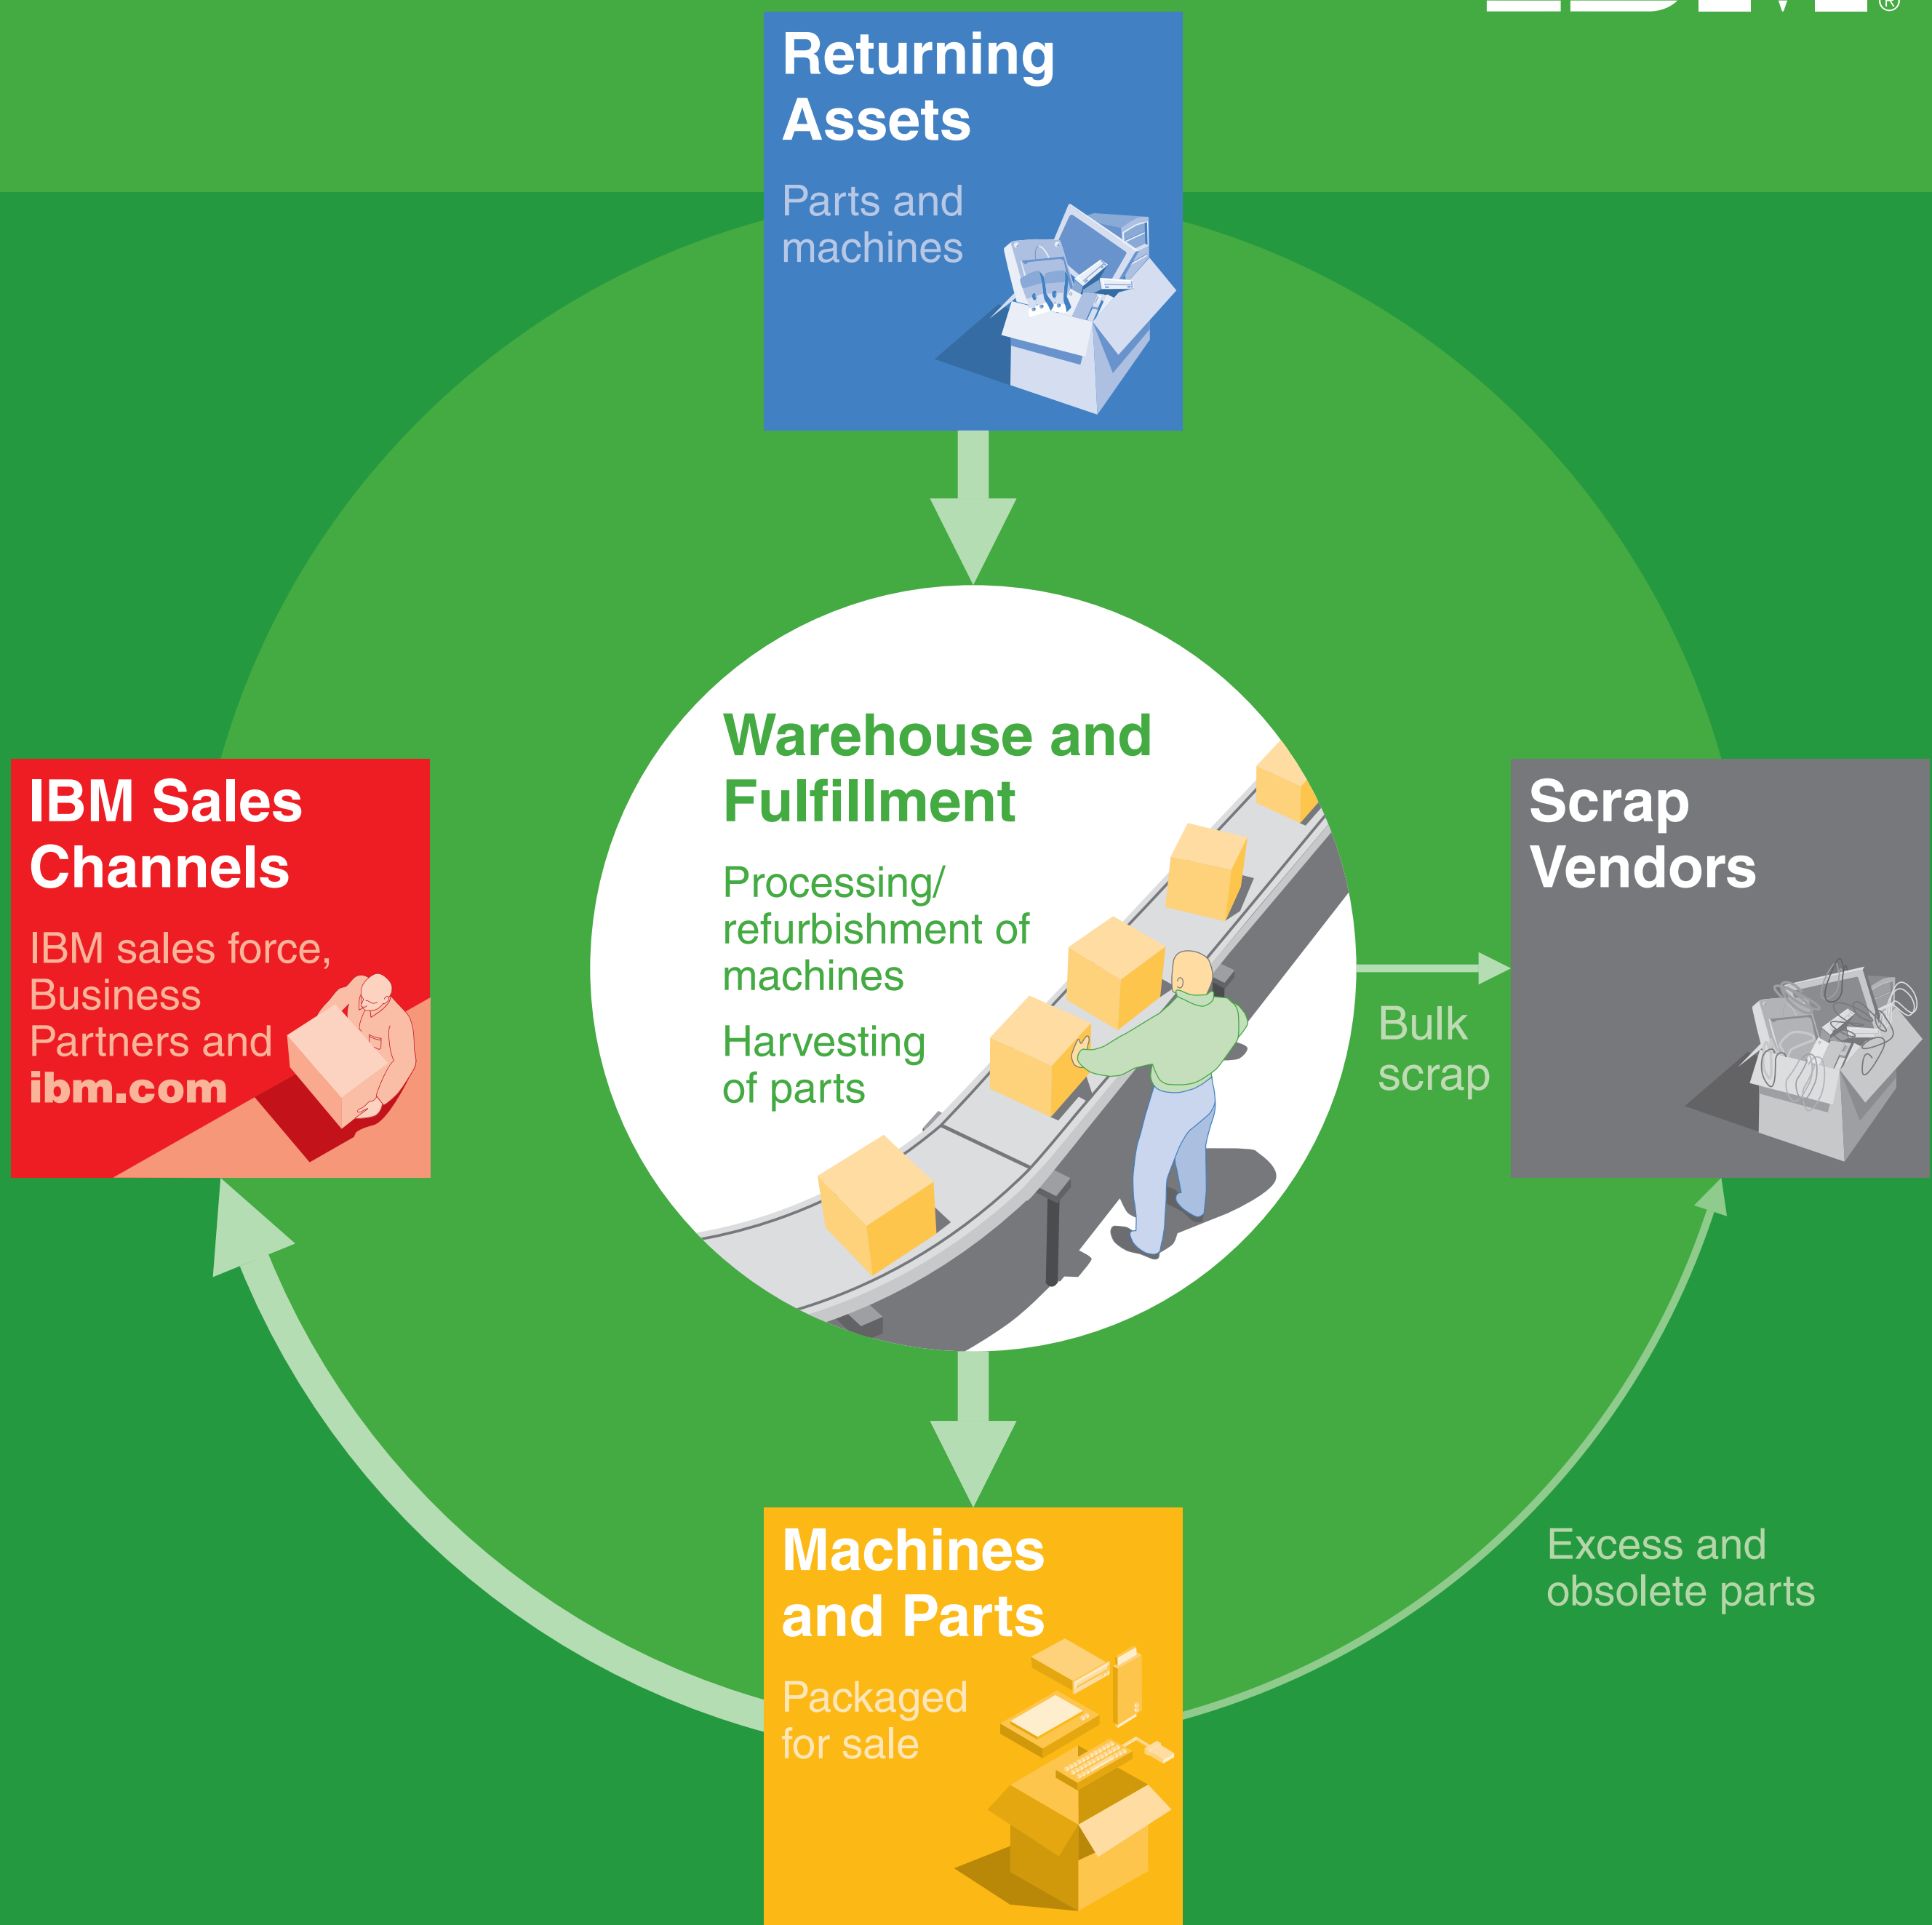 ®
Returning
Assets
Parts and
machines
Warehouse and
Fulfillment
Processing/
refurbishment of
machines
Harvesting
of parts
IBM Sales
Channels
IBM sales force,
Business
Partners and
ibm.com
Scrap
Vendors
Bulk
scrap
Machines
and Parts
Packaged
for sale
Excess and
obsolete parts